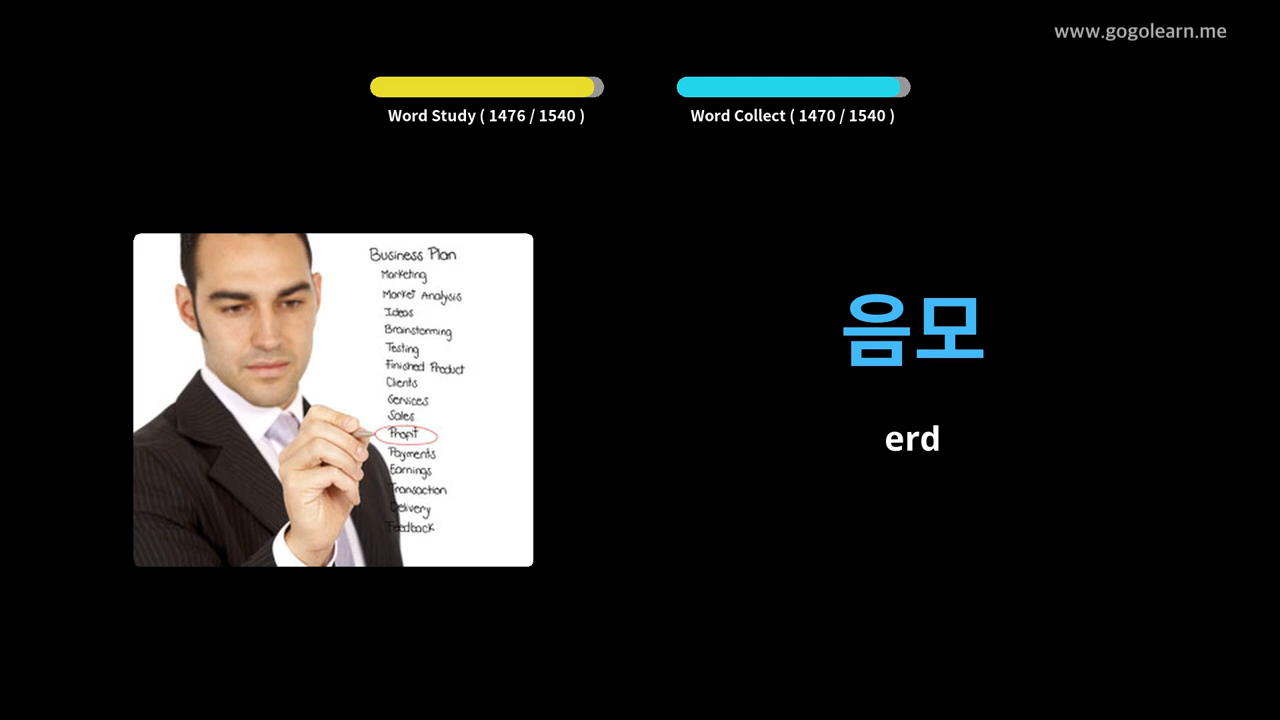 www.gogolearn.me
Word Study ( 1476 / 1540 )
Word Collect ( 1470 / 1540 )
Business Plan
Marketing
Market Analysis
Ideas
Brainstorming
Testing
Finished Product
Clients
Services
Sales
Profit
Payments
Earnings
Transaction
Delivery
Feedback
음모
erd